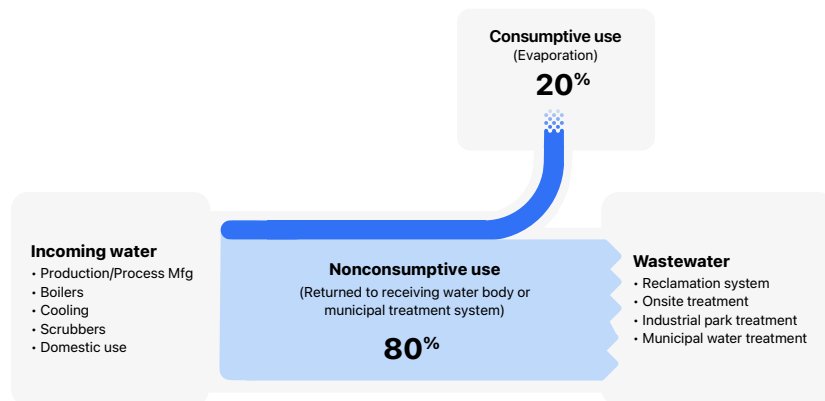 Consumptive use
(Evaporation)
20%
Incoming water
• Production/Process Mfg
• Boilers
• Cooling
• Scrubbers
• Domestic use
Nonconsumptive use
(Returned to receiving water body or
municipal treatment system)
80%
Wastewater
• Reclamation system
• Onsite treatment
• Industrial park treatment
• Municipal water treatment